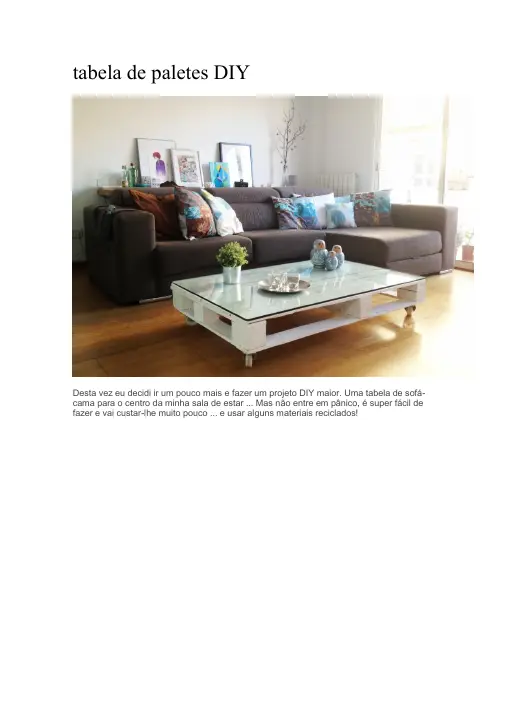 tabela de paletes DIY
Desta vez eu decidi ir um pouco mais e fazer um projeto DIY maior. Uma tabela de sofá-
cama para o centro da minha sala de estar ... Mas não entre em pânico, é super fácil de
fazer e vai custar-lhe muito pouco ... e usar alguns materiais reciclados!